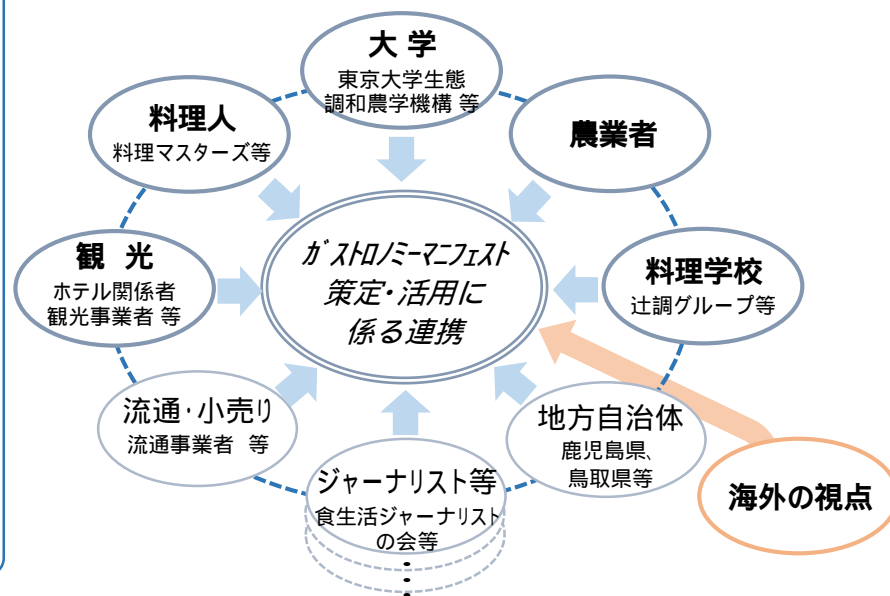 大 学
東京大学生態
調和農学機構 等
料理人
料理マスターズ等
農業者
観 光
ホテル関係者
観光事業者 等
ガストロノミーマニフェスト
策定・活用に
係る連携
料理学校
辻調グループ等
流通・小売り
流通事業者 等
地方自治体
鹿児島県、
鳥取県等
ジャーナリスト等
食生活ジャーナリスト
の会等
海外の視点